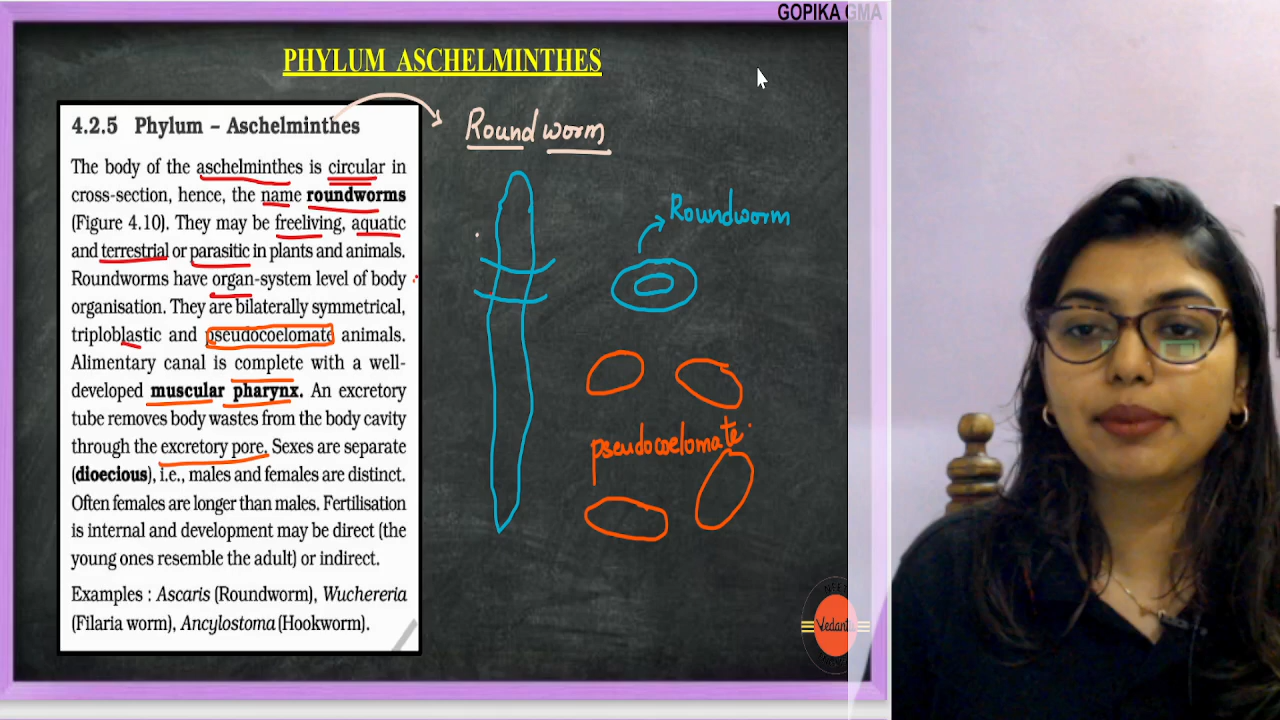 GOPIKA GMA
PHYLUM ASCHELMINTHES
4.2.5 Phylum – Aschelminthes
The body of the aschelminthes is circular in
cross-section, hence, the name roundworms
(Figure 4.10). They may be freeliving, aquatic
and terrestrial or parasitic in plants and animals.
Roundworms have organ-system level of body
organisation. They are bilaterally symmetrical,
triploblastic and pseudocoelomate animals.
Alimentary canal is complete with a well-
developed muscular pharynx. An excretory
tube removes body wastes from the body cavity
through the excretory pore. Sexes are separate
(dioecious), i.e., males and females are distinct.
Often females are longer than males. Fertilisation
is internal and development may be direct (the
young ones resemble the adult) or indirect.
Examples : Ascaris (Roundworm), Wuchereria
(Filaria worm), Ancylostoma (Hookworm).
Round worm
Roundworm
pseudocoelomate
Vedant